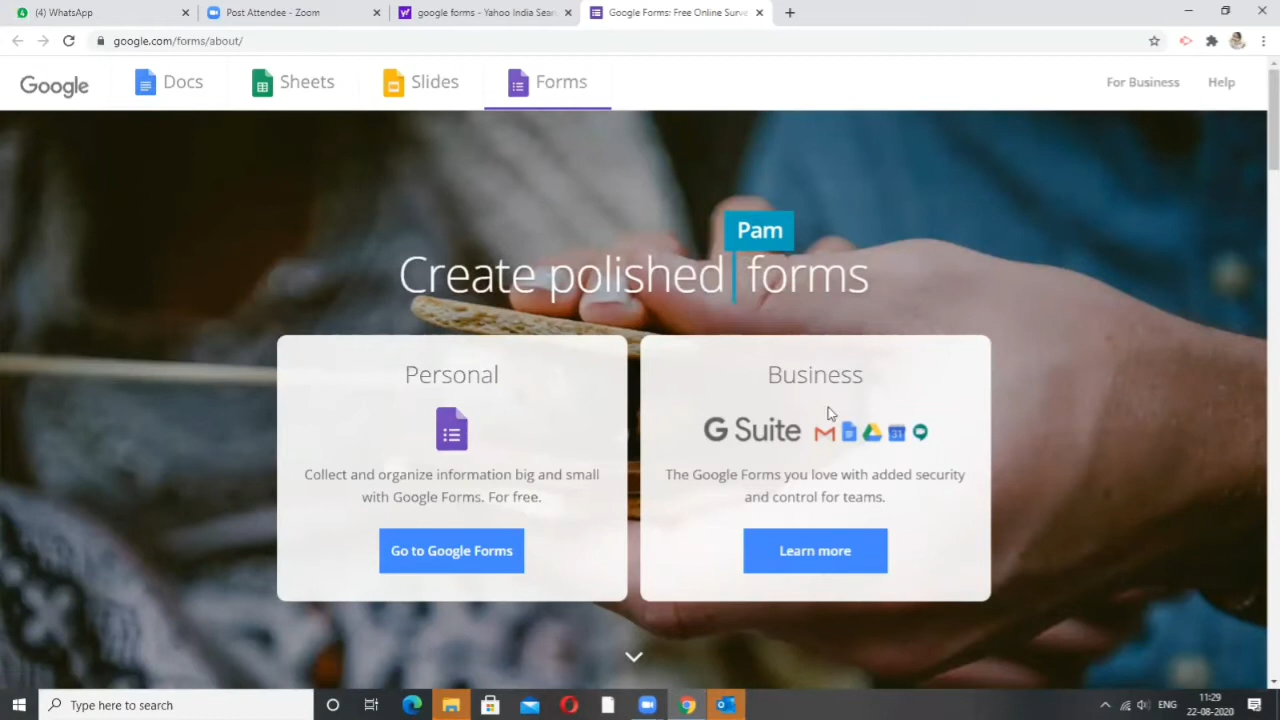 (4) WhatsApp
Post Attendee - Zoom
google forms - Yahoo India Sear
Google Forms: Free Online Surve
google.com/forms/about/
Google
Docs
Sheets
Slides
Forms
For Business
Help
Pam
Create polished forms
Personal
Collect and organize information big and small
with Google Forms. For free.
Go to Google Forms
Business
G Suite
31
The Google Forms you love with added security
and control for teams.
Learn more
Type here to search
ENG
11:29
22-08-2020